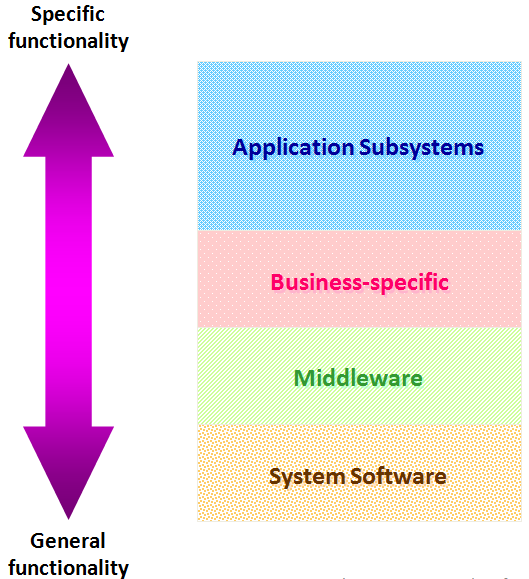 Specific
functionality
Application Subsystems
Business-specific
Middleware
System Software
General
functionality